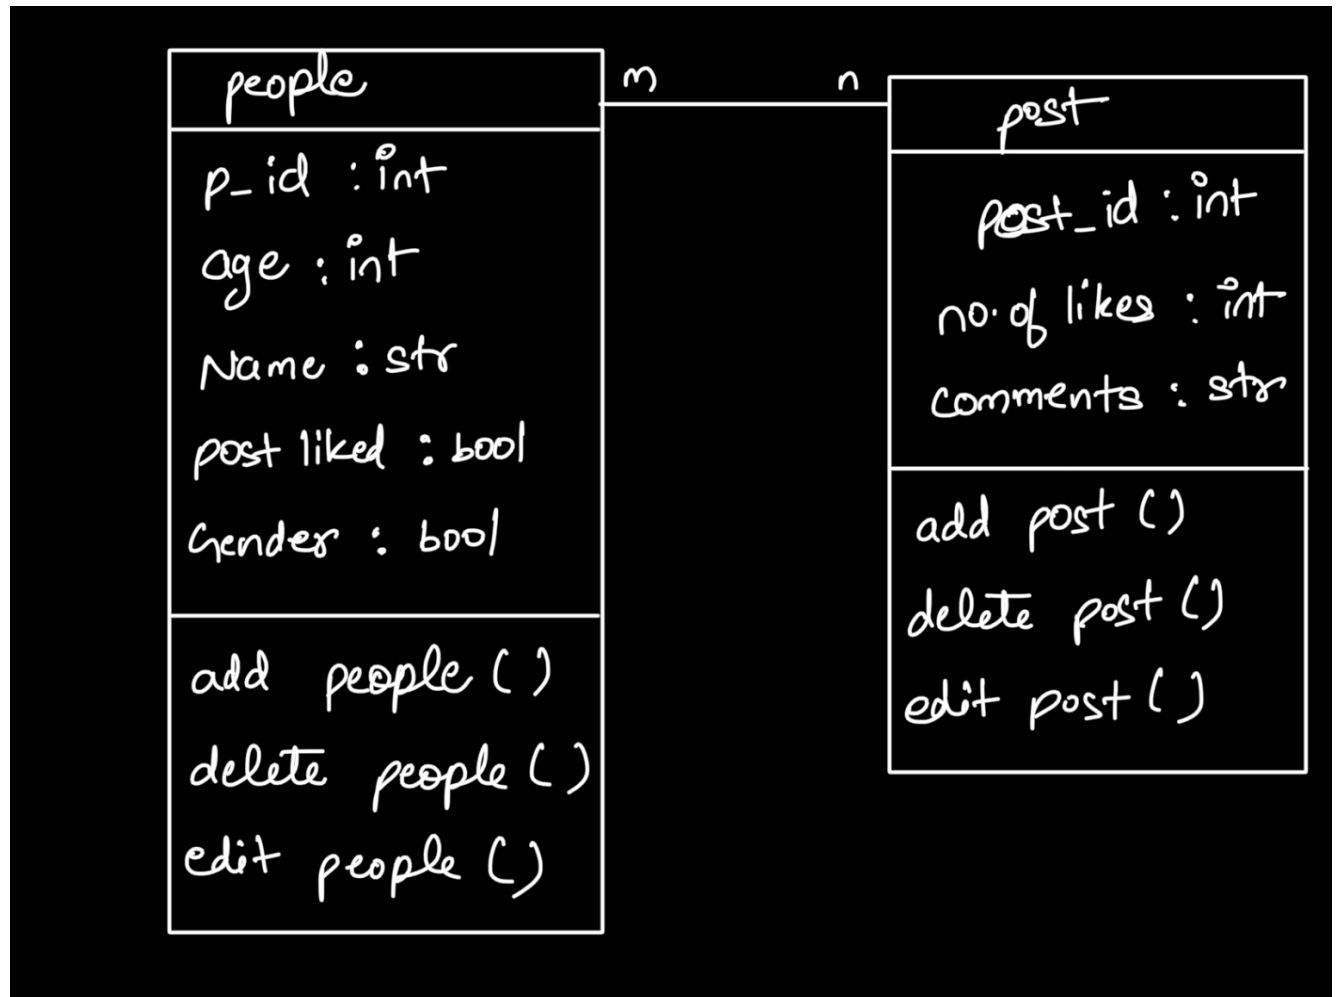 people
p_id : int
age : int
Name : str
post liked : bool
Gender : bool
add people ( )
delete people ( )
edit people ( )
m
n
post
post_id : int
no. of likes : int
comments : str
add post ( )
delete post ( )
edit post ( )